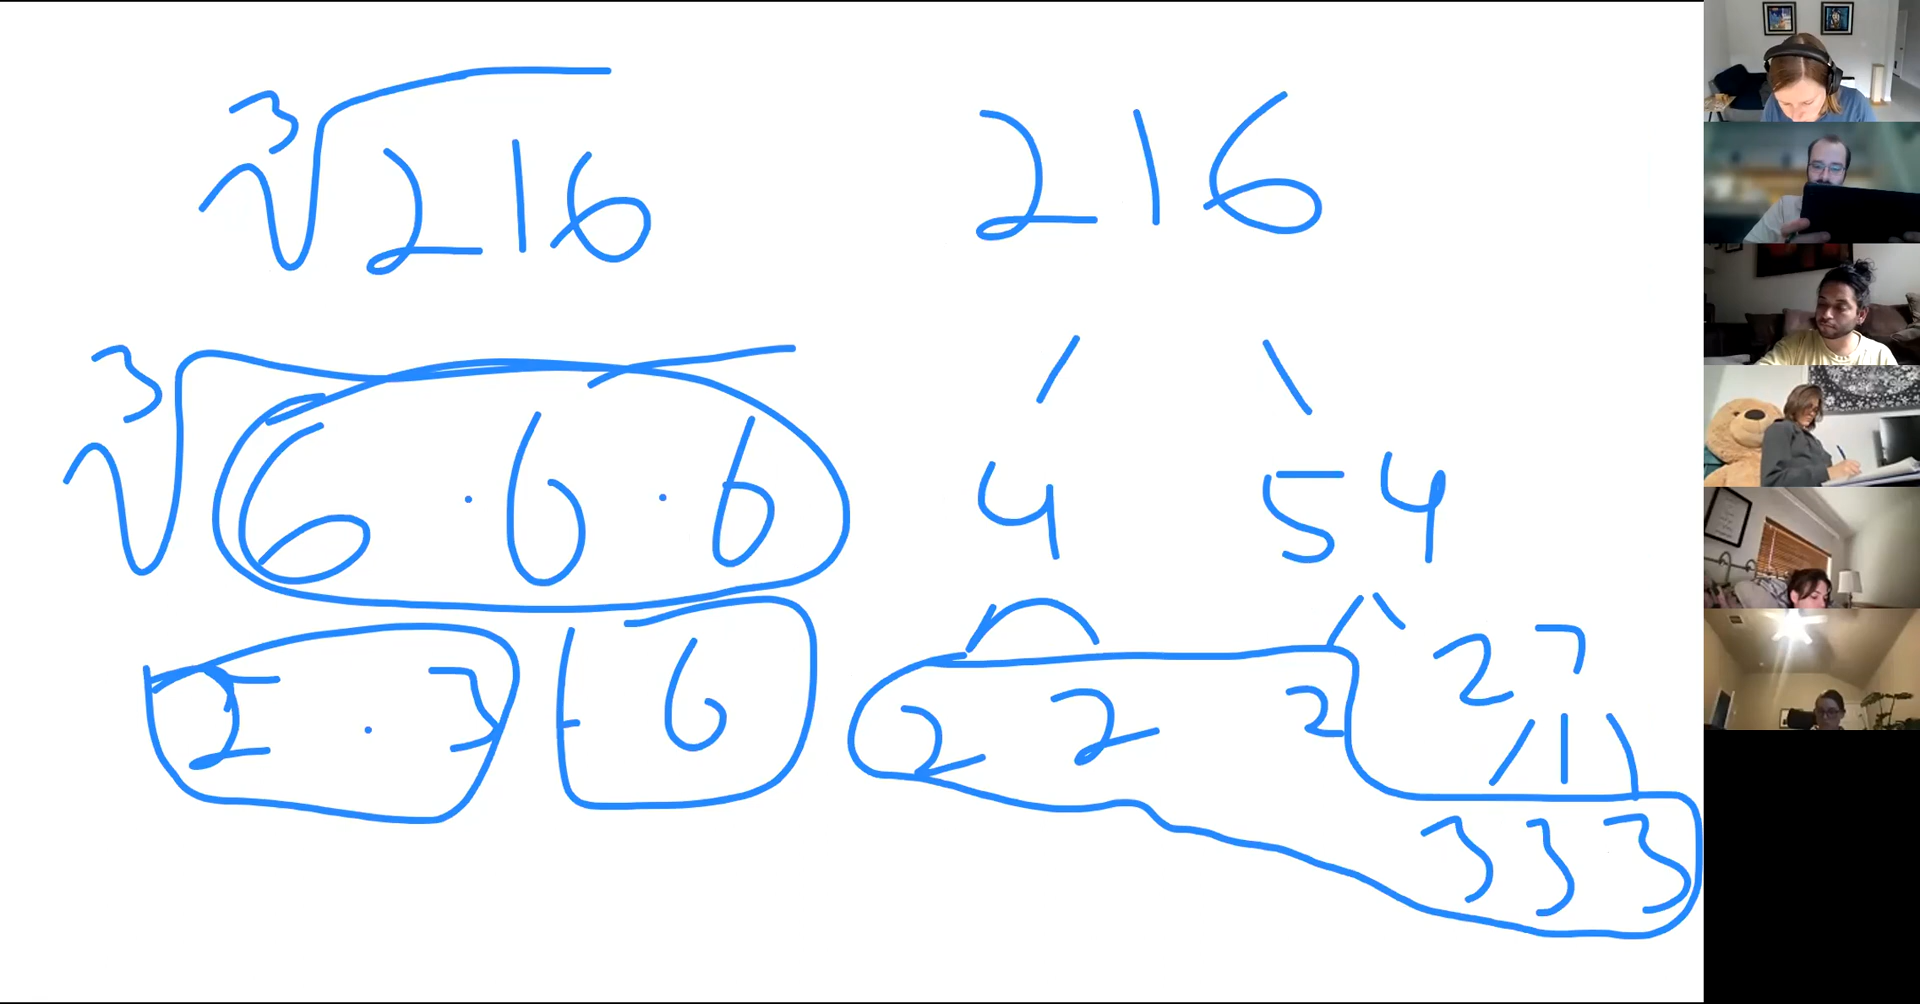 ∛216
216
∛6 · 6 · 6
4 54
2 · 3 6
2 2 2 27
3 3 3